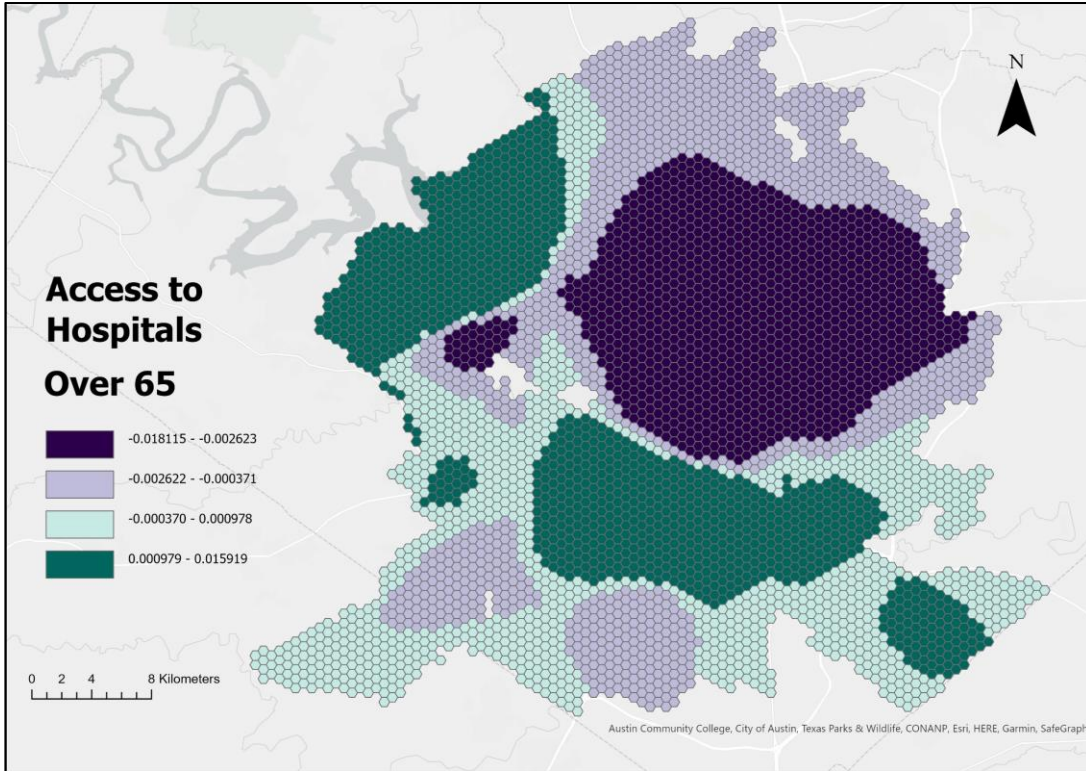 N
Access to
Hospitals
Over 65
-0.018115 - -0.002623
-0.002622 - -0.000371
-0.000370 - 0.000978
0.000979 - 0.015919
0 1 2 4 8 Kilometers
Austin Community College, City of Austin, Texas Parks & Wildlife, CONANP, Esri, HERE, Garmin, SafeGraph